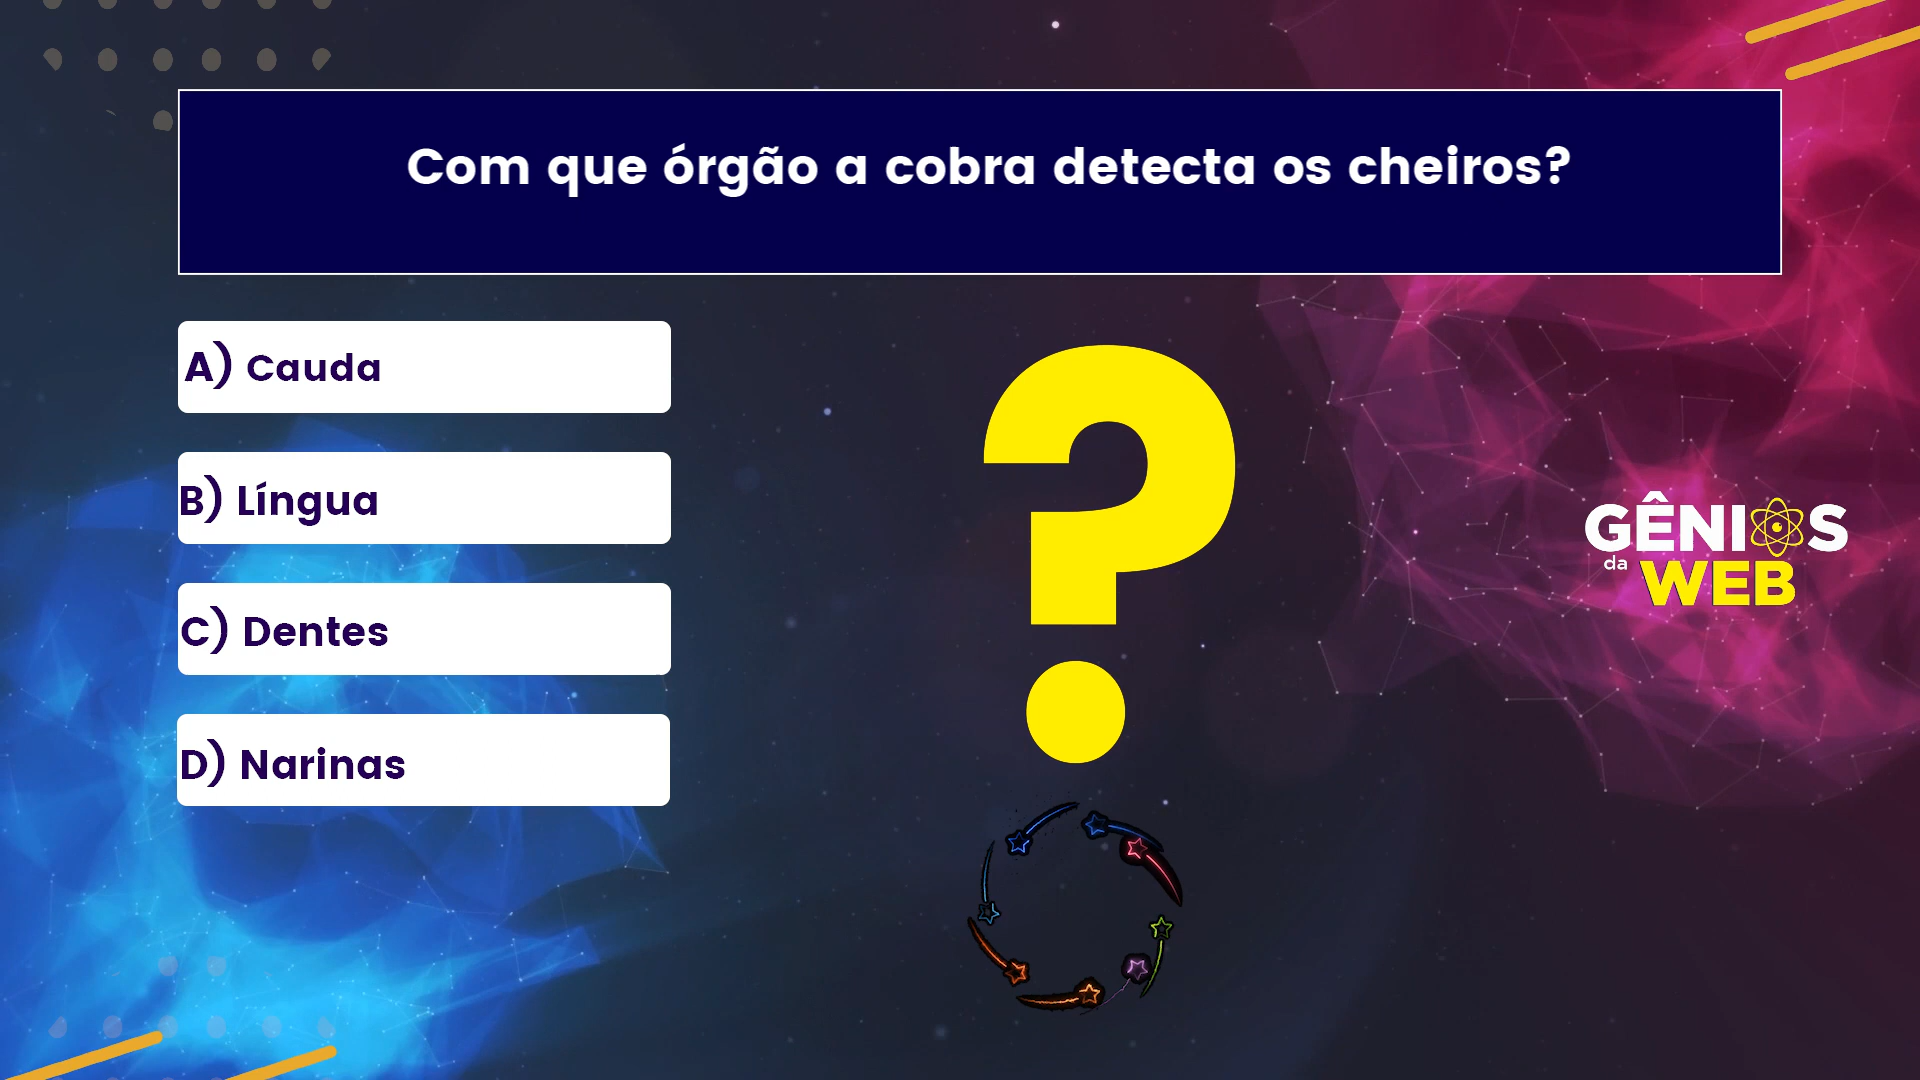 Com que órgão a cobra detecta os cheiros?
A) Cauda
B) Língua
C) Dentes
D) Narinas
?
GÊNIOS
da WEB